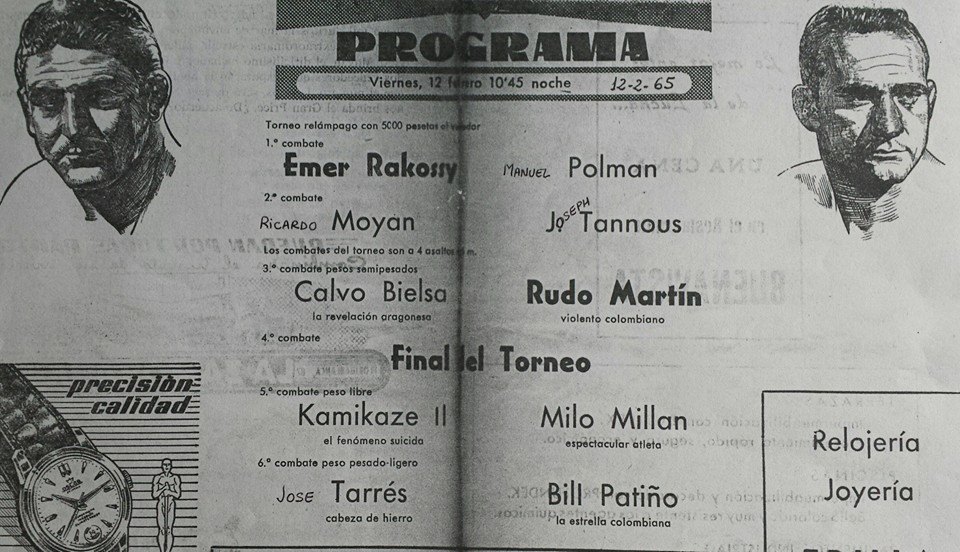 PROGRAMA
Viernes, 12 febrero 10'45 noche 12-2-65
Torneo relámpago con 5000 pesetas el vencedor
1.º combate
Emer Rakossy MANUEL Polman
2.º combate
RICARDO Moyan JOSEPH Tannous
Los combates del torneo son a 4 asaltos m.
3.º combate pesos semipesados
Calvo Bielsa Rudo Martín
la revelación aragonesa violento colombiano
4.º combate
Final del Torneo
5.º combate peso libre
Kamikaze II Milo Millan
el fenómeno suicida espectacular atleta
6.º combate peso pesado-ligero
JOSE Tarrés Bill Patiño
cabeza de hierro la estrella colombiana
precisión
calidad
Relojería
Joyería